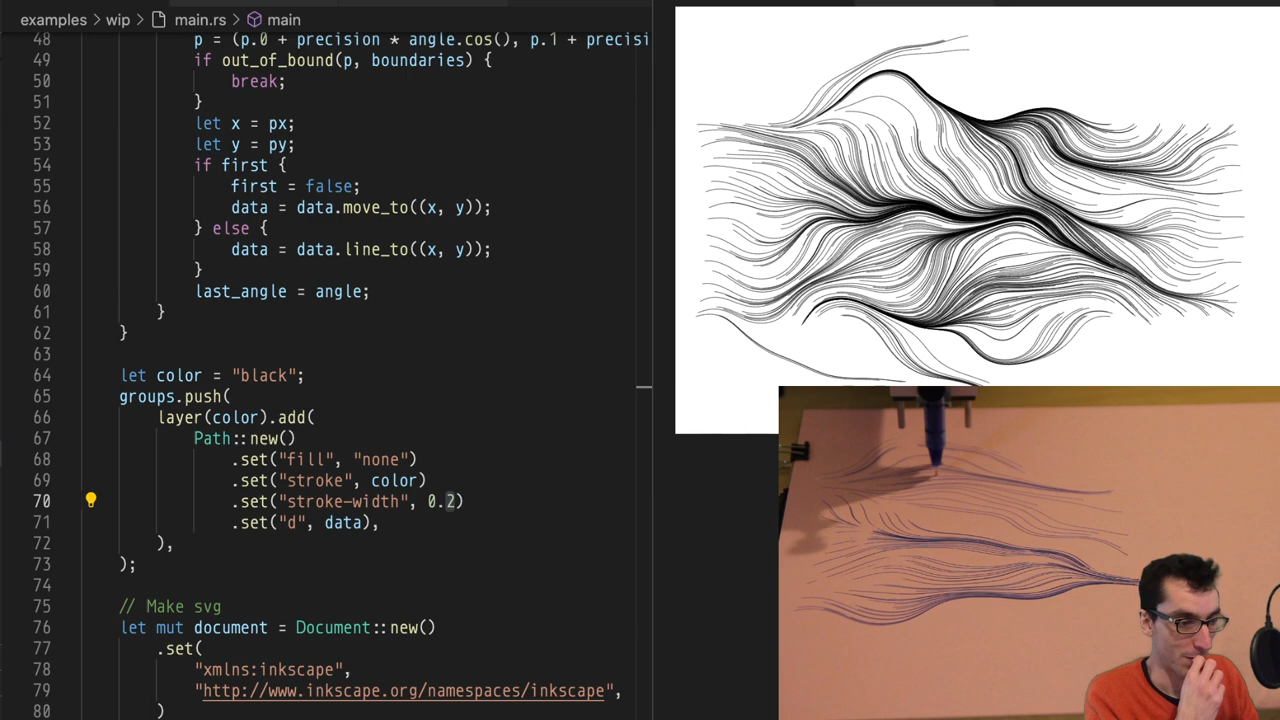 examples › wip › main.rs › main
48 p = (p.0 + precision * angle.cos(), p.1 + precisi
49 if out_of_bound(p, boundaries) {
50 break;
51 }
52 let x = px;
53 let y = py;
54 if first {
55 first = false;
56 data = data.move_to((x, y));
57 } else {
58 data = data.line_to((x, y));
59 }
60 last_angle = angle;
61 }
62 }
63
64 let color = "black";
65 groups.push(
66 layer(color).add(
67 Path::new()
68 .set("fill", "none")
69 .set("stroke", color)
70 .set("stroke-width", 0.2)
71 .set("d", data),
72 ),
73 );
74
75 // Make svg
76 let mut document = Document::new()
77 .set(
78 "xmlns:inkscape",
79 "http://www.inkscape.org/namespaces/inkscape",
80 )